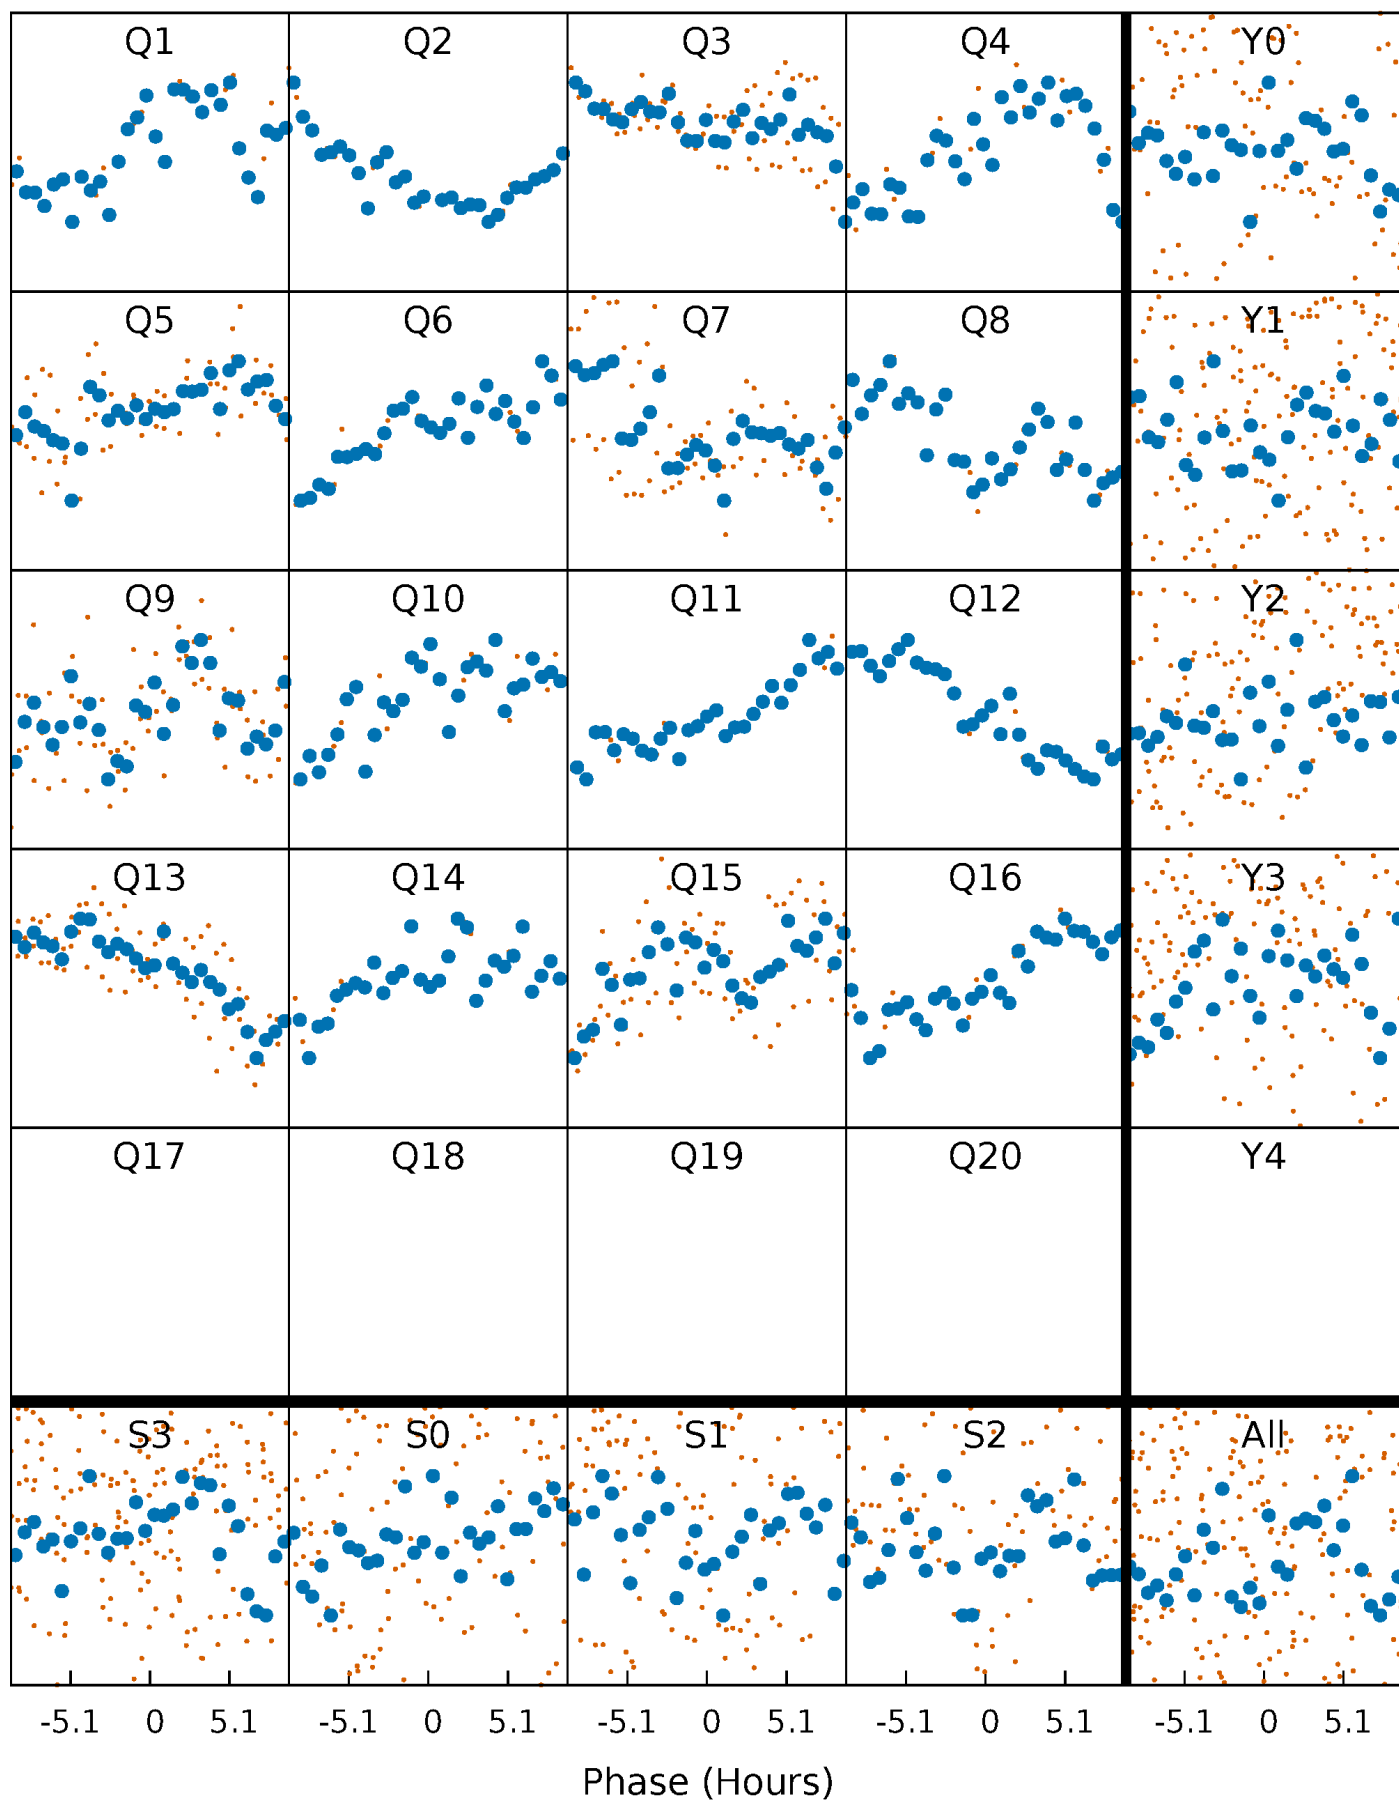 Q1 Q2 Q3 Q4 Y0
Q5 Q6 Q7 Q8 Y1
Q9 Q10 Q11 Q12 Y2
Q13 Q14 Q15 Q16 Y3
Q17 Q18 Q19 Q20 Y4
S3 S0 S1 S2 All
-5.1 0 5.1 -5.1 0 5.1 -5.1 0 5.1 -5.1 0 5.1 -5.1 0 5.1
Phase (Hours)